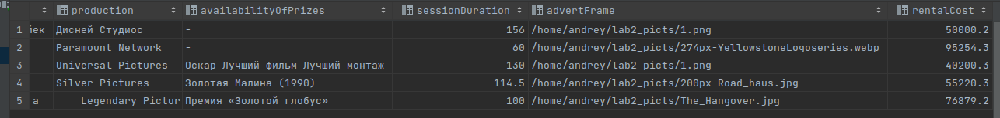 production availabilityOfPrizes sessionDuration advertFrame rentalCost
1 йек Дисней Студиос - 156 /home/andrey/lab2_picts/1.png 50000.2
2 Paramount Network - 60 /home/andrey/lab2_picts/274px-YellowstoneLogoseries.webp 95254.3
3 Universal Pictures Оскар Лучший фильм Лучший монтаж 130 /home/andrey/lab2_picts/1.png 40200.3
4 Silver Pictures Золотая Малина (1990) 114.5 /home/andrey/lab2_picts/200px-Road_haus.jpg 55220.3
5 та Legendary Pictur Премия «Золотой глобус» 100 /home/andrey/lab2_picts/The_Hangover.jpg 76879.2